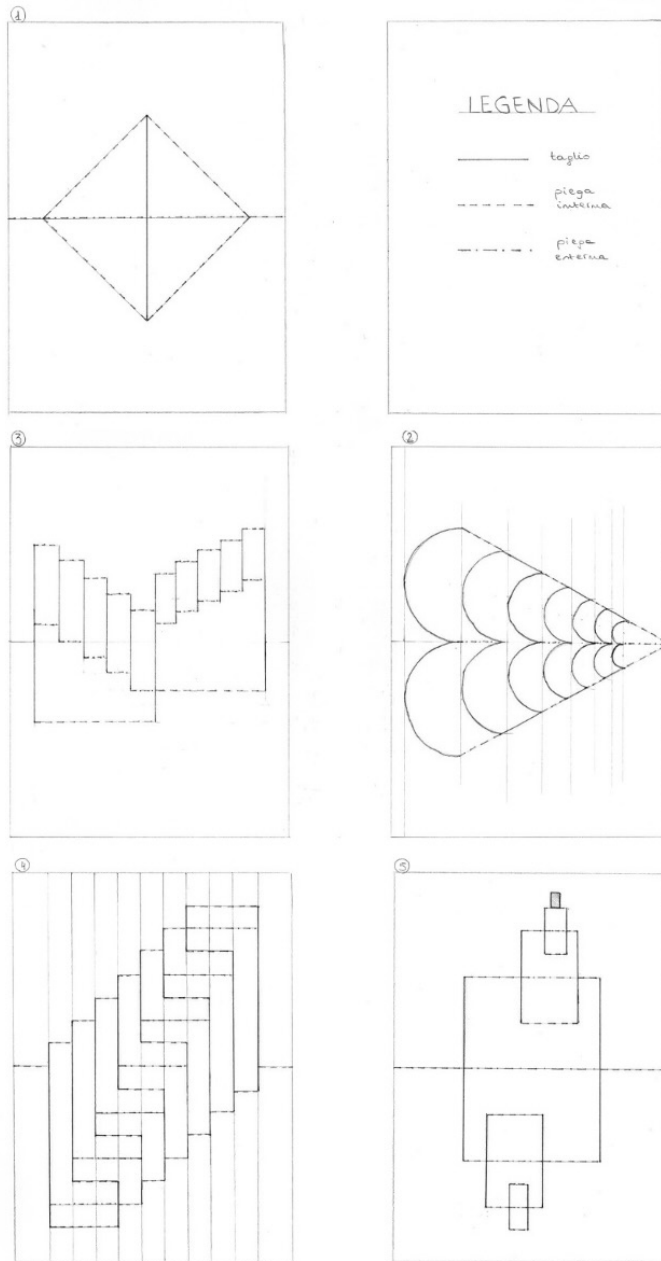 ①
LEGENDA
taglio
piega
interna
piega
esterna
③
②
④
⑤